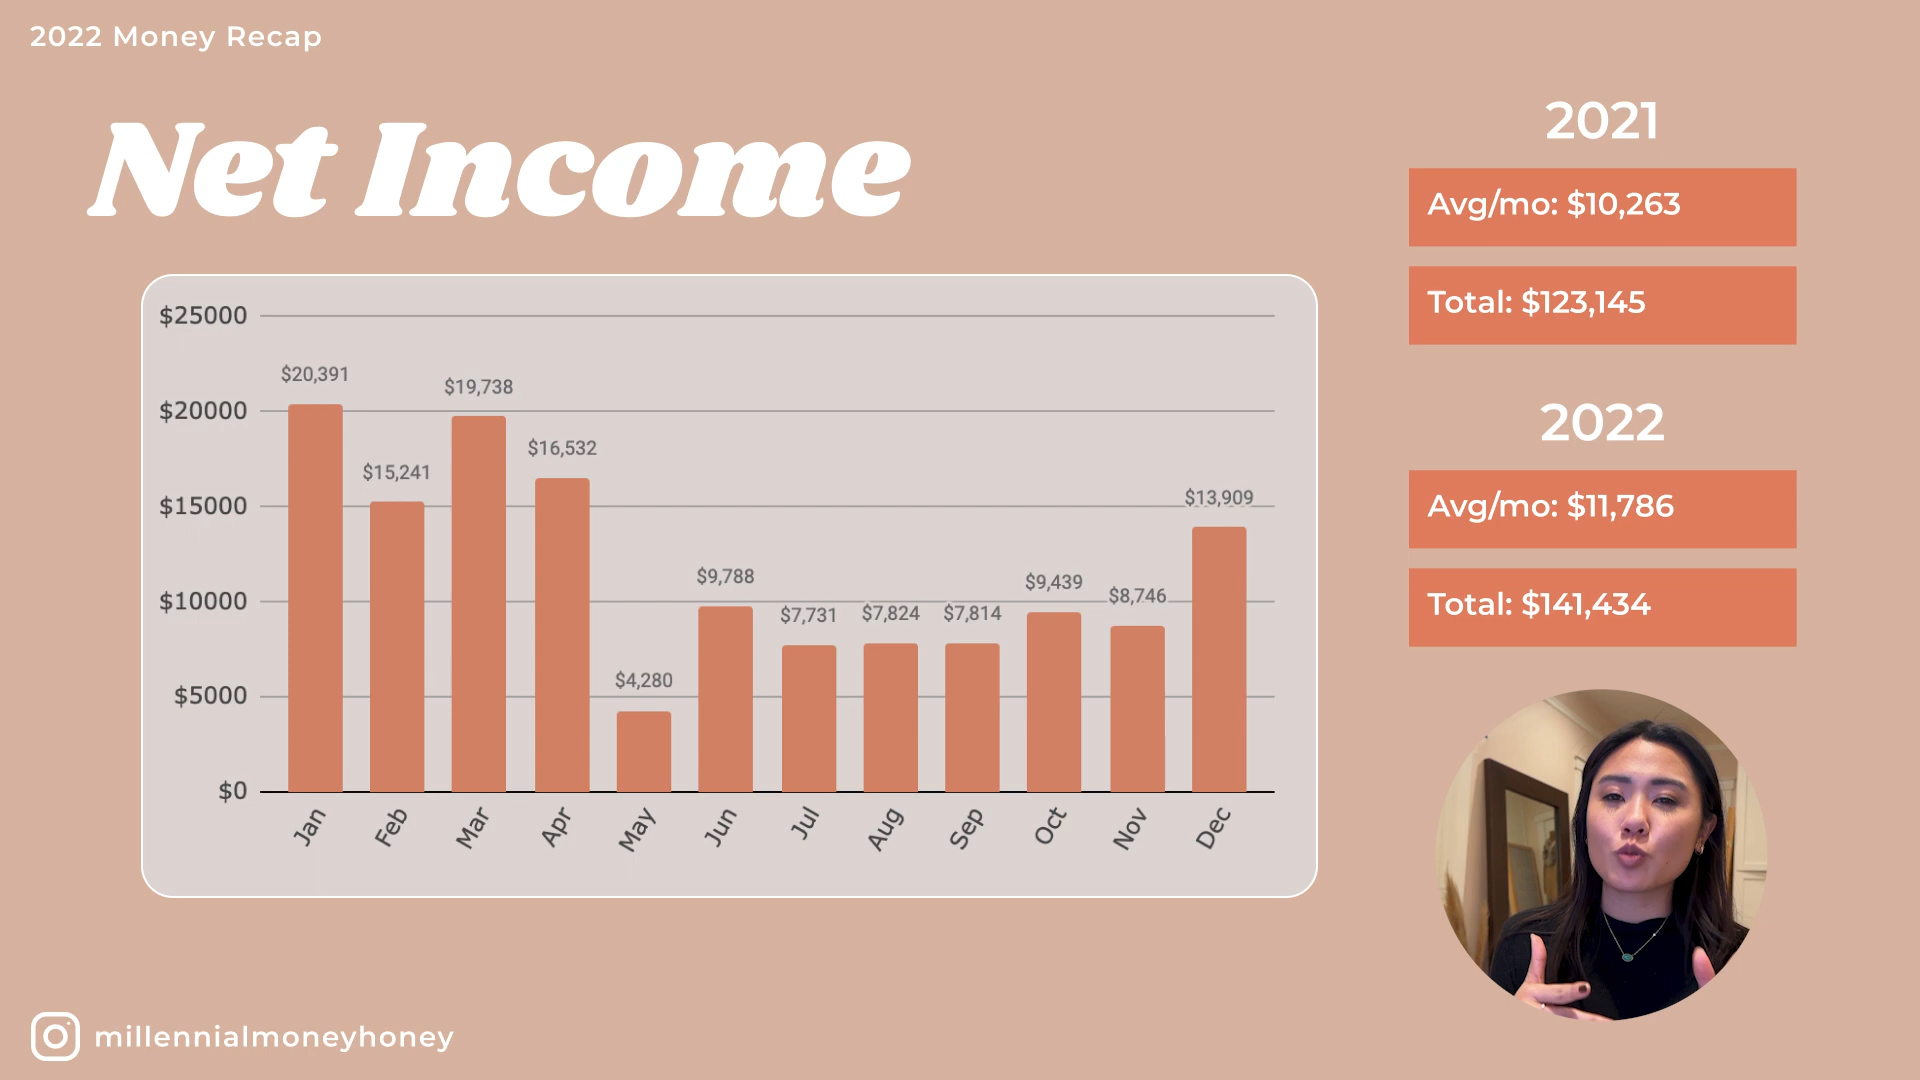 2022 Money Recap
Net Income
$25000
$20000
$15000
$10000
$5000
$0
$20,391
$15,241
$19,738
$16,532
$4,280
$9,788
$7,731
$7,824
$7,814
$9,439
$8,746
$13,909
Jan
Feb
Mar
Apr
May
Jun
Jul
Aug
Sep
Oct
Nov
Dec
2021
Avg/mo: $10,263
Total: $123,145
2022
Avg/mo: $11,786
Total: $141,434
millennialmoneyhoney